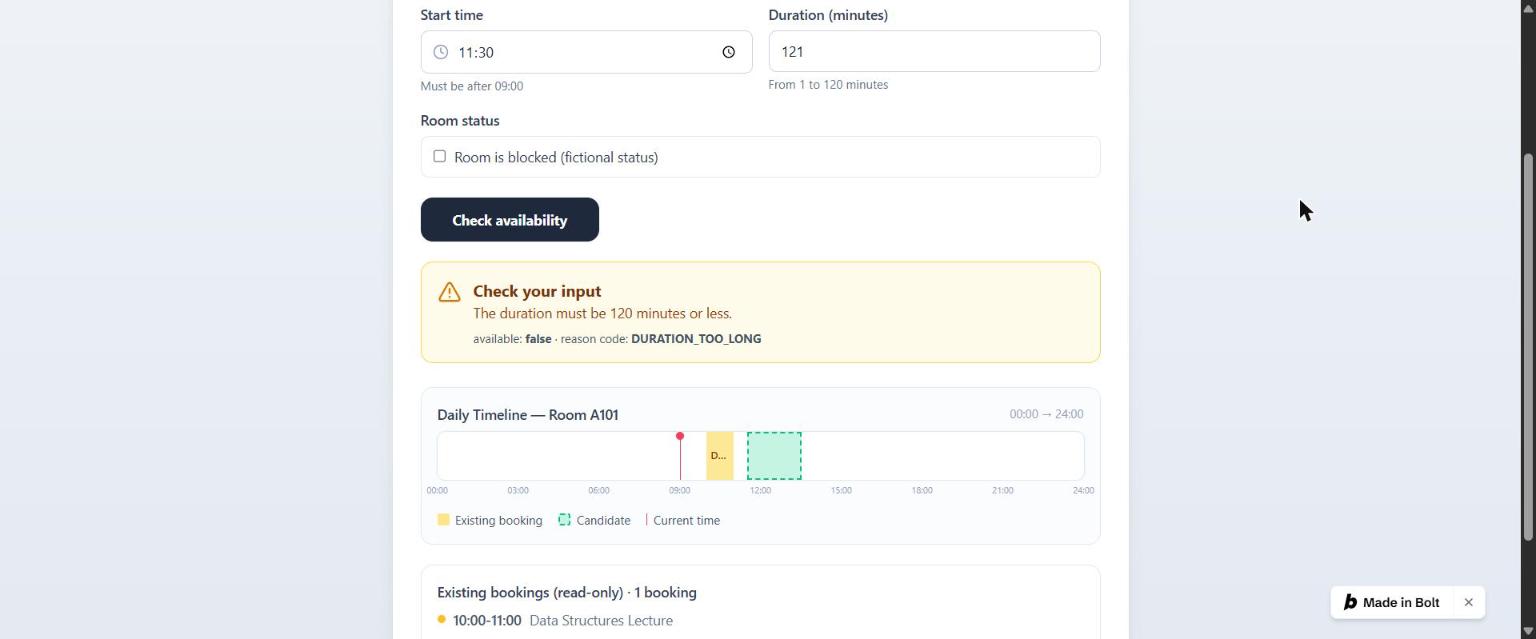 Start time
Duration (minutes)
11:30
121
Must be after 09:00
From 1 to 120 minutes
Room status
Room is blocked (fictional status)
Check availability
Check your input
The duration must be 120 minutes or less.
available: false · reason code: DURATION_TOO_LONG
Daily Timeline — Room A101
00:00 → 24:00
D...
00:00 03:00 06:00 09:00 12:00 15:00 18:00 21:00 24:00
Existing booking Candidate Current time
Existing bookings (read-only) · 1 booking
10:00-11:00 Data Structures Lecture
b Made in Bolt ×